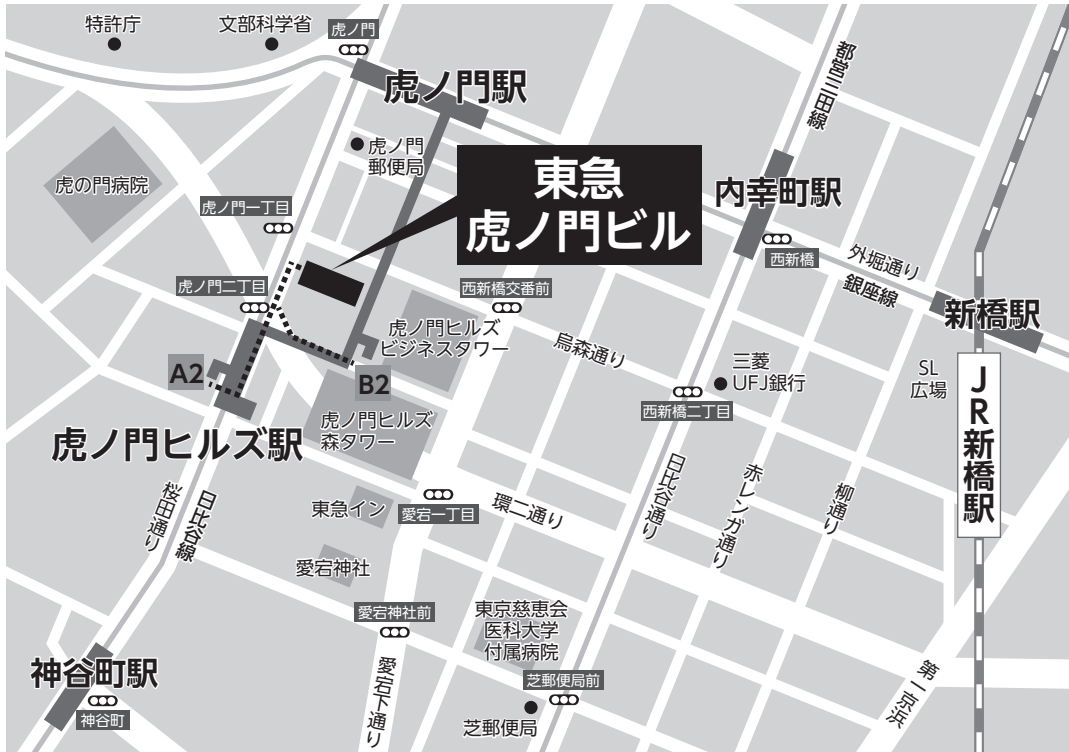 特許庁
文部科学省
虎ノ門
虎ノ門駅
都営三田線
虎ノ門
郵便局
東急
虎ノ門ビル
虎の門病院
内幸町駅
虎ノ門一丁目
西新橋
外堀通り
銀座線
虎ノ門二丁目
西新橋交番前
新橋駅
虎ノ門ヒルズ
ビジネスタワー
烏森通り
A2
B2
三菱
UFJ銀行
SL
広場
JR新橋駅
西新橋二丁目
虎ノ門ヒルズ
森タワー
虎ノ門ヒルズ駅
桜田通り
日比谷線
東急イン
愛宕一丁目
環二通り
日比谷通り
赤レンガ通り
柳通り
愛宕神社
愛宕神社前
東京慈恵会
医科大学
付属病院
神谷町駅
神谷町
愛宕下通り
芝郵便局前
芝郵便局
第一京浜